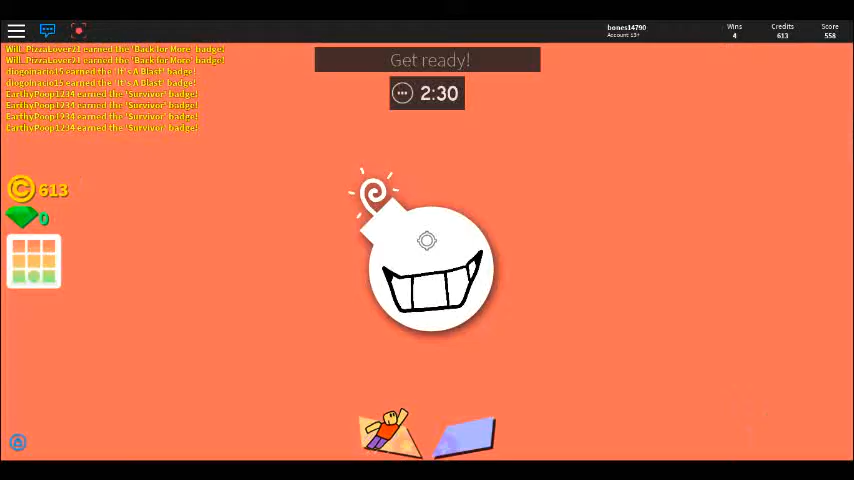 bones14790
Account: 13+
Wins
4
Credits
613
Score
558
Will_PizzaLover21 earned the 'Back for More' badge!
Will_PizzaLover21 earned the 'Back for More' badge!
diogoinacio15 earned the 'It's A Blast' badge!
diogoinacio15 earned the 'It's A Blast' badge!
EarthyPoop1234 earned the 'Survivor' badge!
EarthyPoop1234 earned the 'Survivor' badge!
EarthyPoop1234 earned the 'Survivor' badge!
EarthyPoop1234 earned the 'Survivor' badge!
Get ready!
2:30
C 613
0